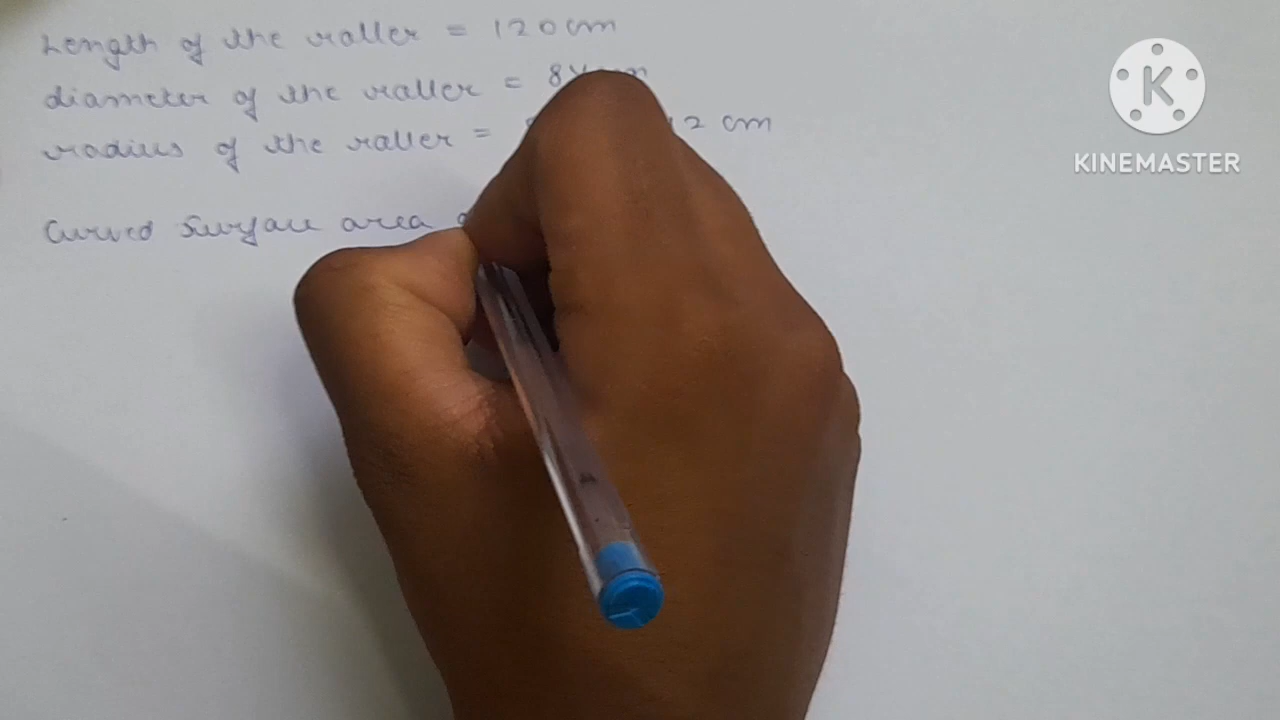 Length of the roller = 120 cm
diameter of the roller = 84 cm
radius of the roller =
cm
Curved Surface area
K
KINEMASTER